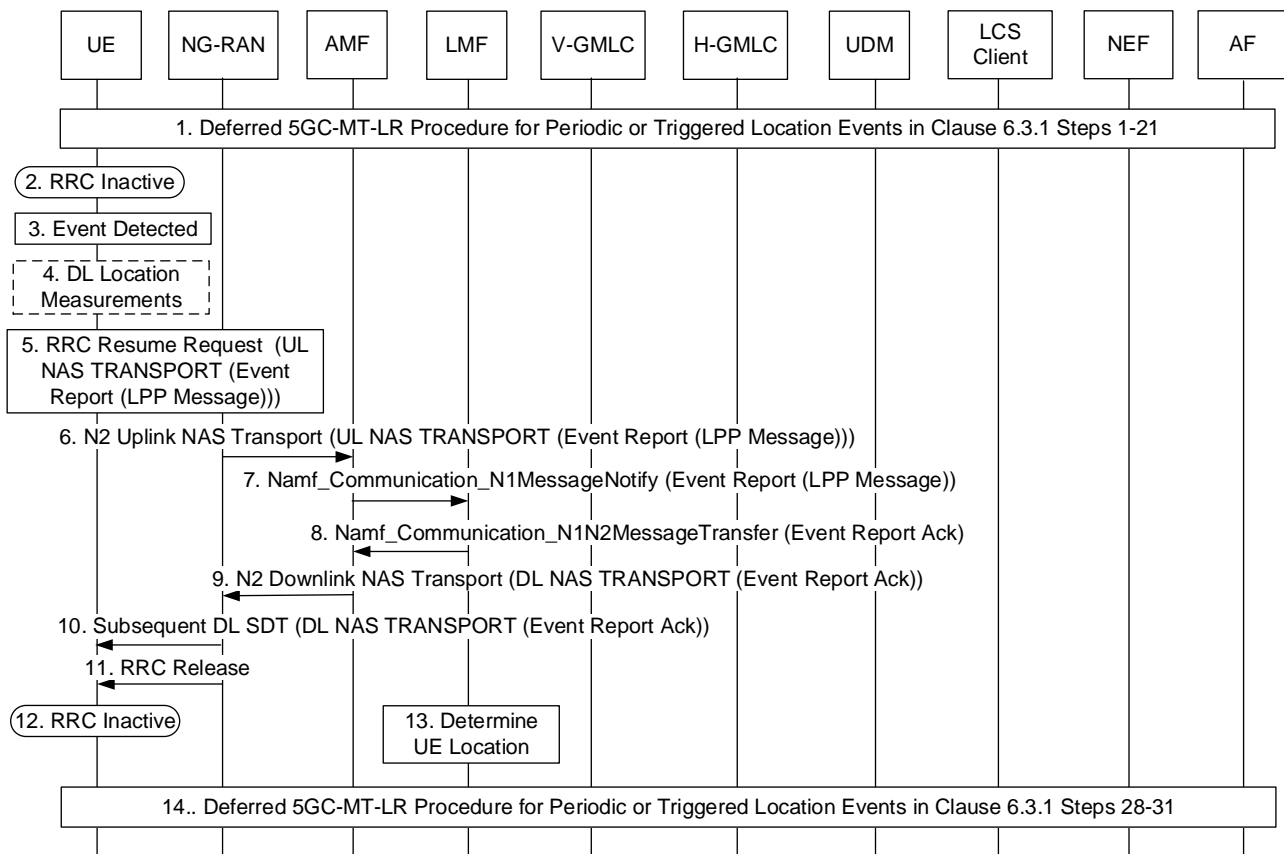 UE
NG-RAN
AMF
LMF
V-GMLC
H-GMLC
UDM
LCS
Client
NEF
AF
1. Deferred 5GC-MT-LR Procedure for Periodic or Triggered Location Events in Clause 6.3.1 Steps 1-21
2. RRC Inactive
3. Event Detected
4. DL Location
Measurements
5. RRC Resume Request (UL
NAS TRANSPORT (Event
Report (LPP Message)))
6. N2 Uplink NAS Transport (UL NAS TRANSPORT (Event Report (LPP Message)))
7. Namf_Communication_N1MessageNotify (Event Report (LPP Message))
8. Namf_Communication_N1N2MessageTransfer (Event Report Ack)
9. N2 Downlink NAS Transport (DL NAS TRANSPORT (Event Report Ack))
10. Subsequent DL SDT (DL NAS TRANSPORT (Event Report Ack))
11. RRC Release
12. RRC Inactive
13. Determine
UE Location
14.. Deferred 5GC-MT-LR Procedure for Periodic or Triggered Location Events in Clause 6.3.1 Steps 28-31